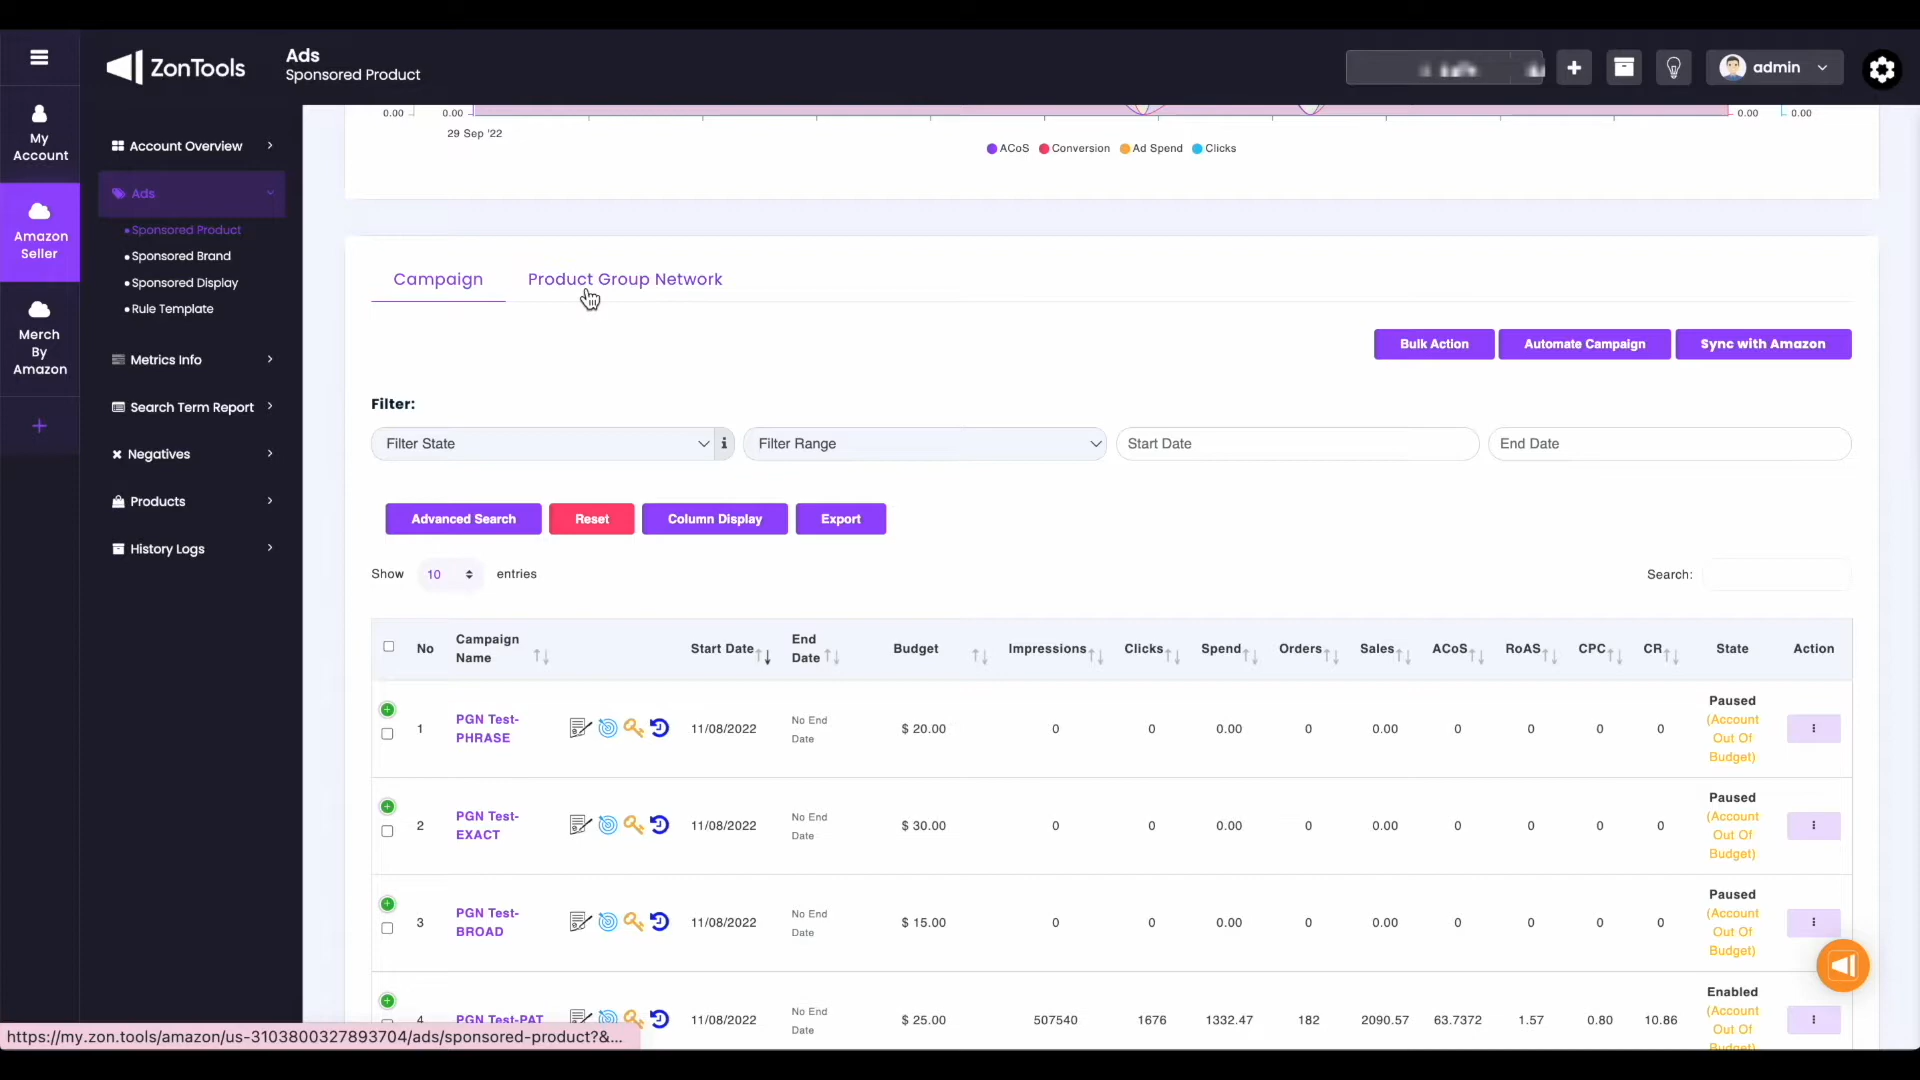 ZonTools
Ads
Sponsored Product
admin
My
Account
Amazon
Seller
Merch
By
Amazon
Account Overview
Ads
Sponsored Product
Sponsored Brand
Sponsored Display
Rule Template
Metrics Info
Search Term Report
Negatives
Products
History Logs
0.00 0.00 0.00 0.00
29 Sep '22
ACoS Conversion Ad Spend Clicks
Campaign Product Group Network
Bulk Action Automate Campaign Sync with Amazon
Filter:
Filter State Filter Range Start Date End Date
Advanced Search Reset Column Display Export
Show 10 entries Search:
No Campaign Name Start Date End Date Budget Impressions Clicks Spend Orders Sales ACoS RoAS CPC CR State Action
1 PGN Test-PHRASE 11/08/2022 No End Date $ 20.00 0 0 0.00 0 0.00 0 0 0 0 Paused (Account Out Of Budget)
2 PGN Test-EXACT 11/08/2022 No End Date $ 30.00 0 0 0.00 0 0.00 0 0 0 0 Paused (Account Out Of Budget)
3 PGN Test-BROAD 11/08/2022 No End Date $ 15.00 0 0 0.00 0 0.00 0 0 0 0 Paused (Account Out Of Budget)
4 PGN Test-PAT 11/08/2022 No End Date $ 25.00 507540 1676 1332.47 182 2090.57 63.7372 1.57 0.80 10.86 Enabled (Account Out Of Budget)
https://my.zon.tools/amazon/us-3103800327893704/ads/sponsored-product?&...